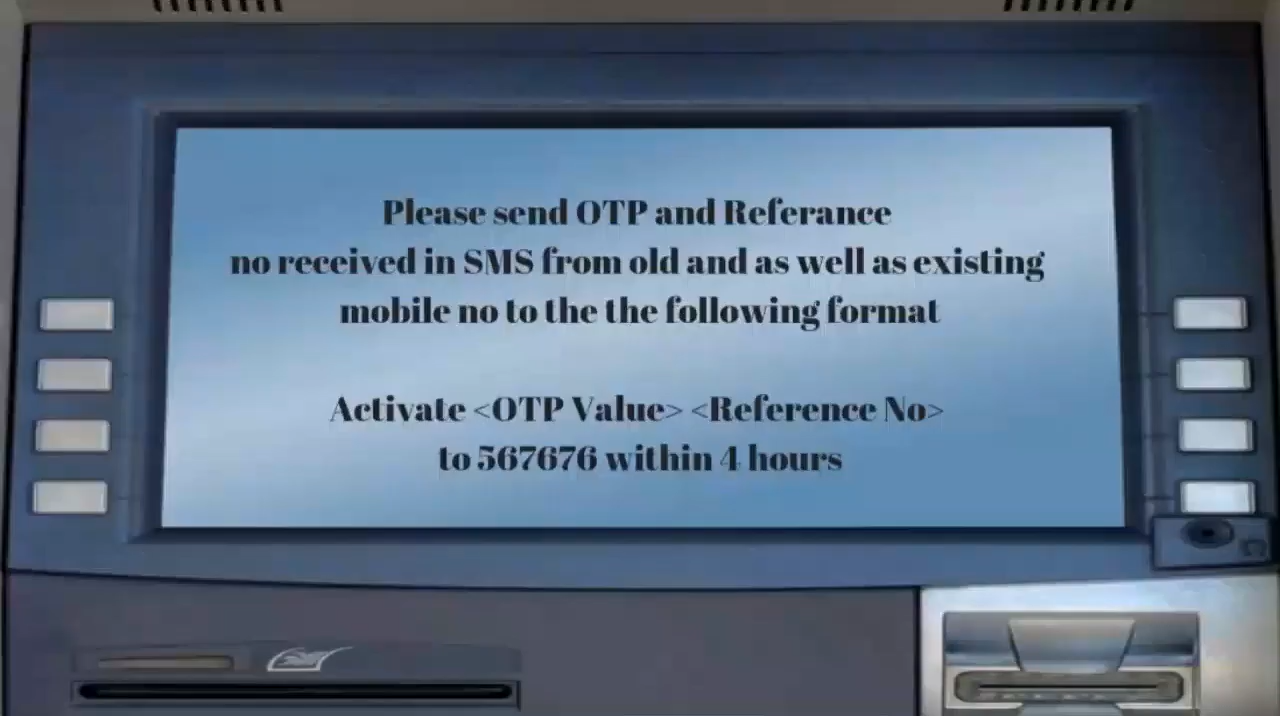 Please send OTP and Referance
no received in SMS from old and as well as existing
mobile no to the the following format
Activate <OTP Value> <Reference No>
to 567676 within 4 hours